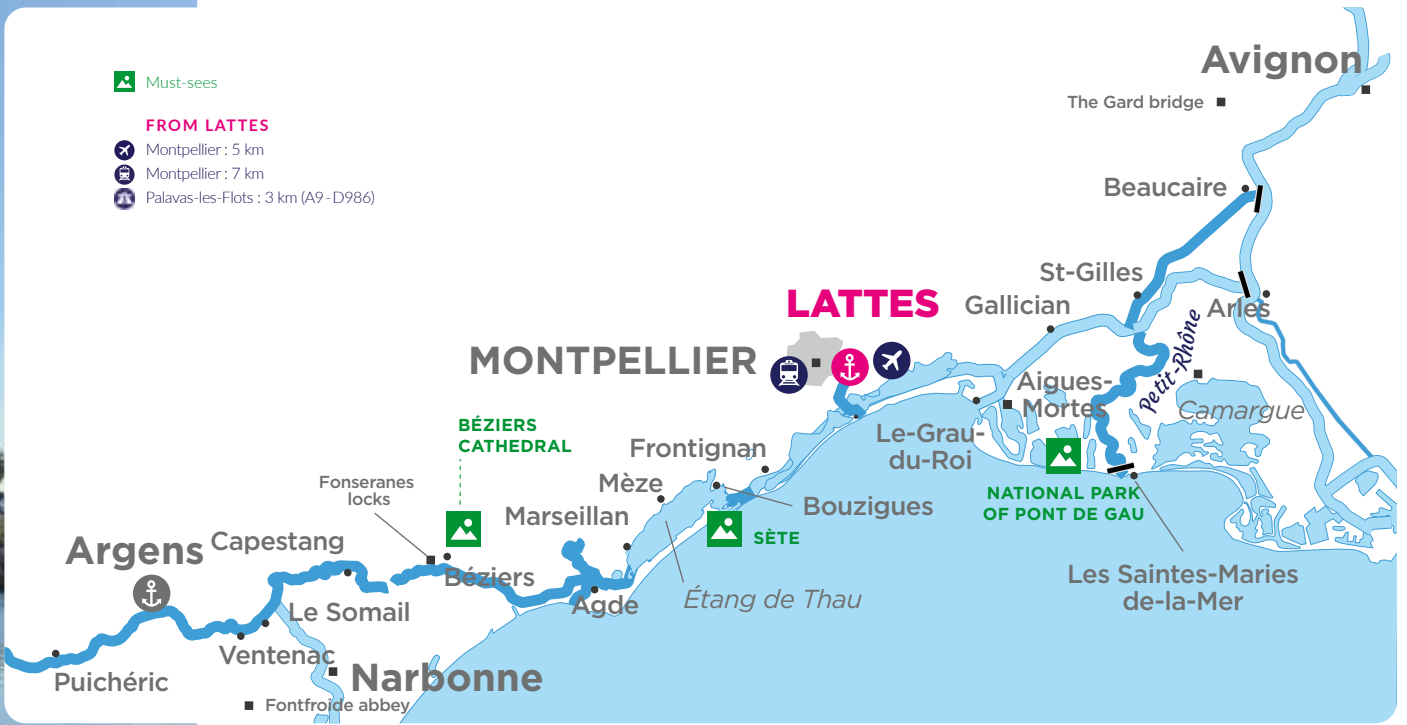 Must-sees
FROM LATTES
Montpellier : 5 km
Montpellier : 7 km
Palavas-les-Flots : 3 km (A9 - D986)
Avignon
The Gard bridge
Beaucaire
St-Gilles
Gallician
Arles
LATTES
MONTPELLIER
Petit-Rhône
Aigues-
Mortes
Camargue
Le-Grau-
du-Roi
BÉZIERS
CATHEDRAL
Frontignan
Mèze
Bouzigues
NATIONAL PARK
OF PONT DE GAU
Fonseranes
locks
Marseillan
SÈTE
Argens
Capestang
Béziers
Agde
Étang de Thau
Les Saintes-Maries
de-la-Mer
Le Somail
Ventenac
Puichéric
Narbonne
Fontfroide abbey